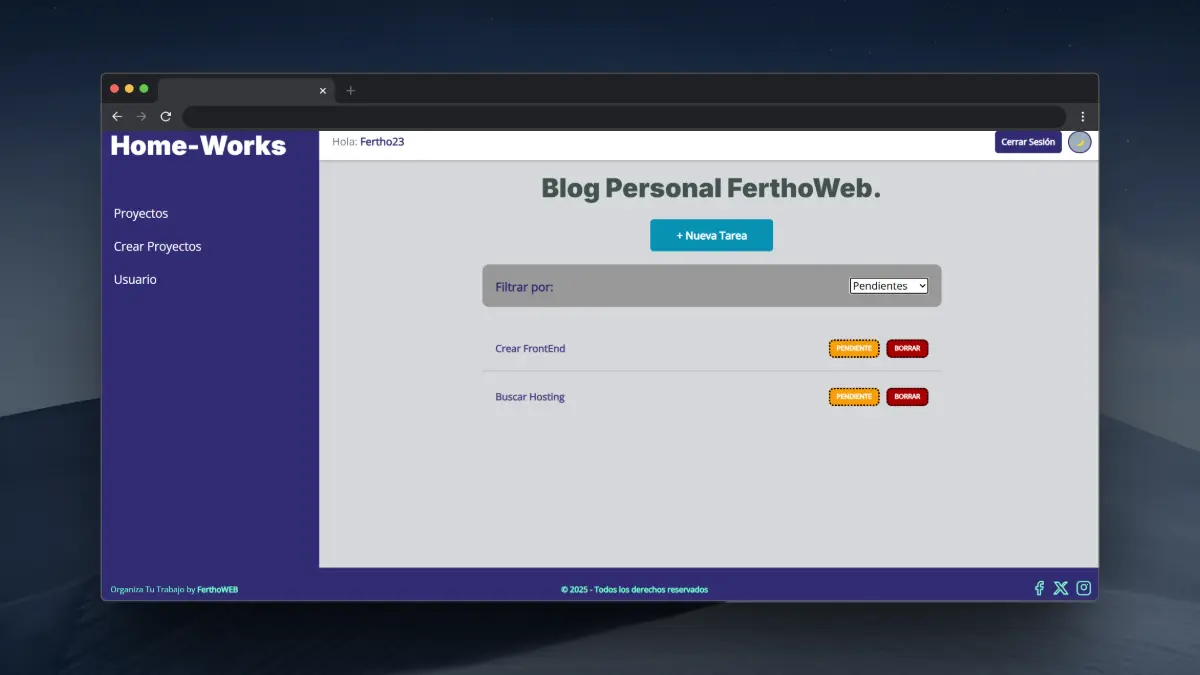 Home-Works
Hola: Fertho23
Cerrar Sesión
Proyectos
Crear Proyectos
Usuario
Blog Personal FerthoWeb.
+ Nueva Tarea
Filtrar por:
Pendientes
Crear FrontEnd
PENDIENTE
BORRAR
Buscar Hosting
PENDIENTE
BORRAR
Organiza Tu Trabajo by FerthoWEB
© 2025 - Todos los derechos reservados